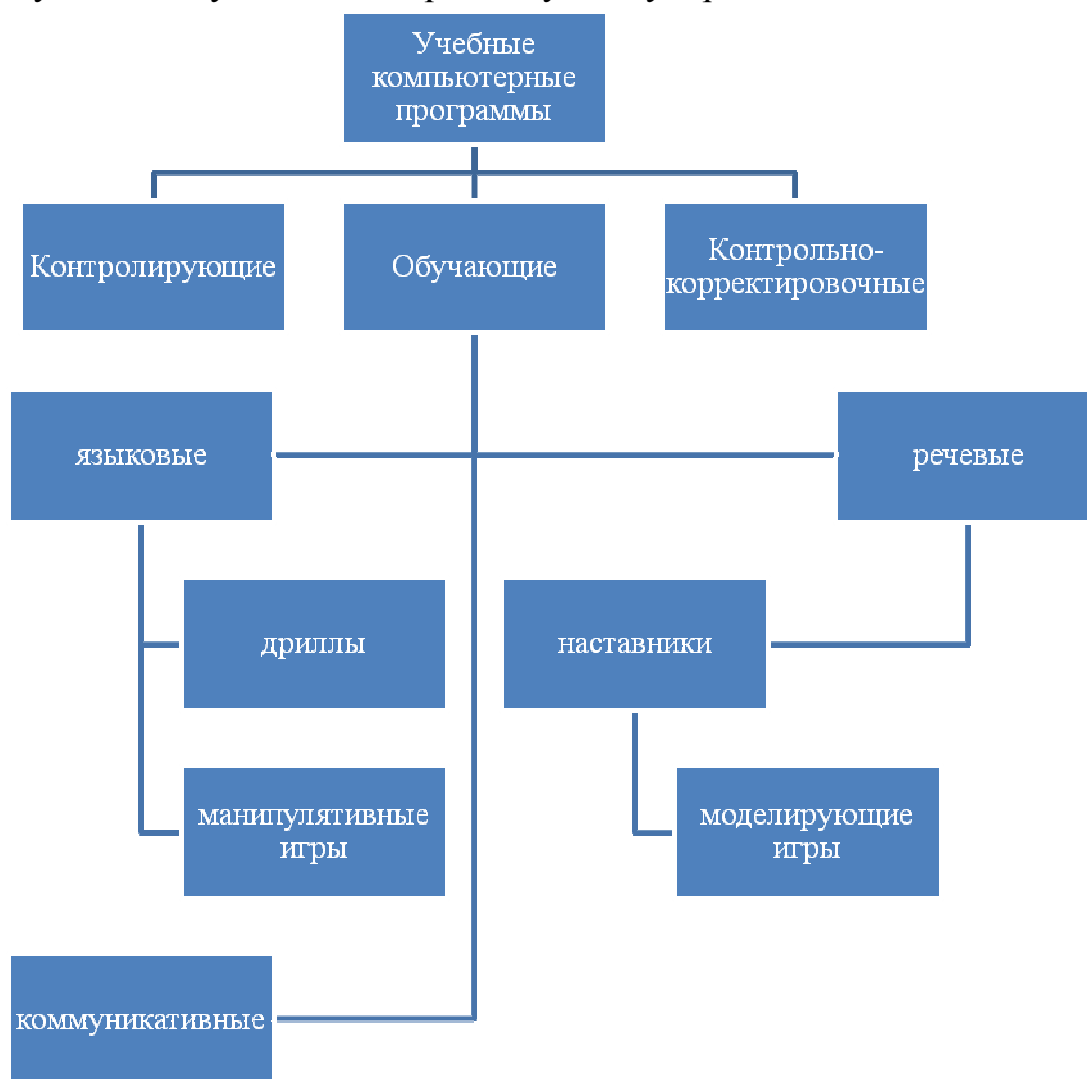 Учебные
компьютерные
программы
Контролирующие
Обучающие
Контрольно-
корректировочные
языковые
речевые
дриллы
наставники
манипулятивные
игры
моделирующие
игры
коммуникативные